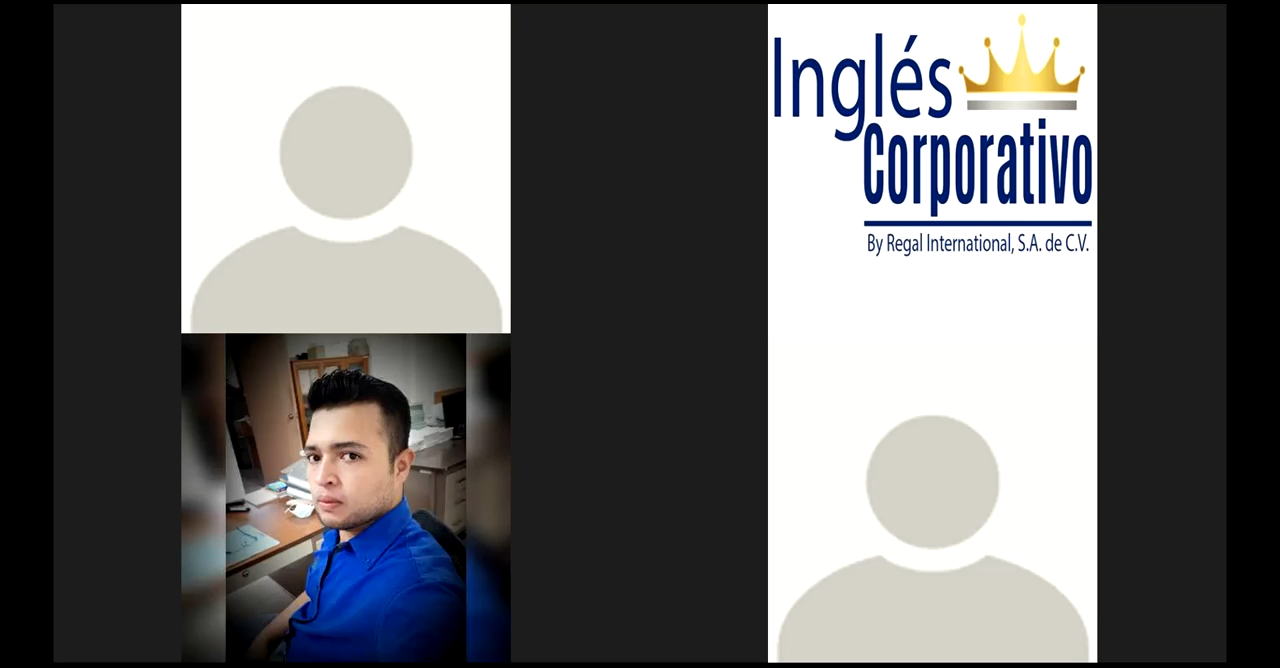 Inglés
Corporativo
By Regal International, S.A. de C.V.